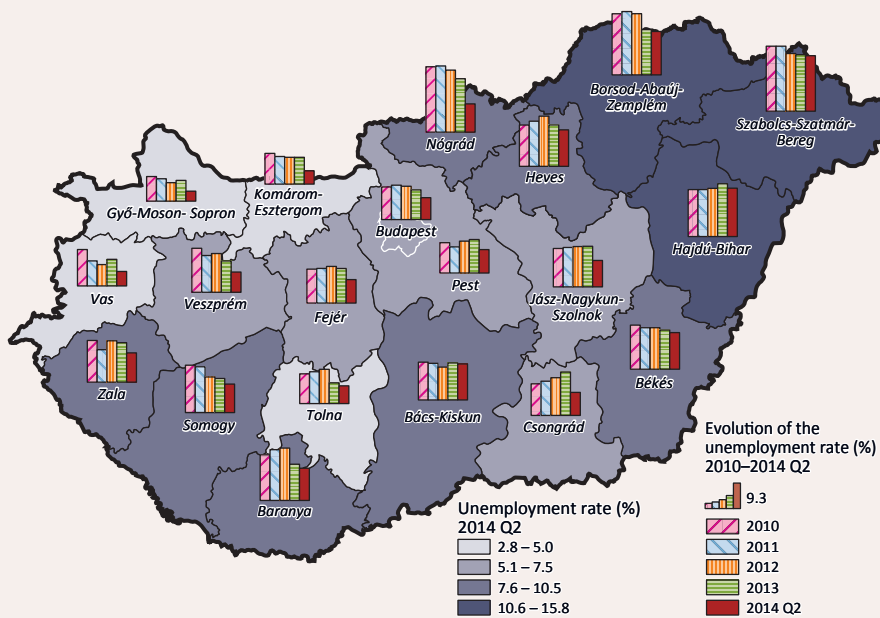 Borsod-Abaúj-
Zemplém
Szabolcs-Szatmár-
Bereg
Nógrád
Heves
Komárom-
Esztergom
Győ-Moson- Sopron
Budapest
Hajdú-Bihar
Vas
Veszprém
Fejér
Pest
Jász-Nagykun-
Szolnok
Zala
Somogy
Tolna
Bács-Kiskun
Csongrád
Békés
Baranya
Unemployment rate (%)
2014 Q2
2.8 – 5.0
5.1 – 7.5
7.6 – 10.5
10.6 – 15.8
Evolution of the
unemployment rate (%)
2010–2014 Q2
9.3
2010
2011
2012
2013
2014 Q2